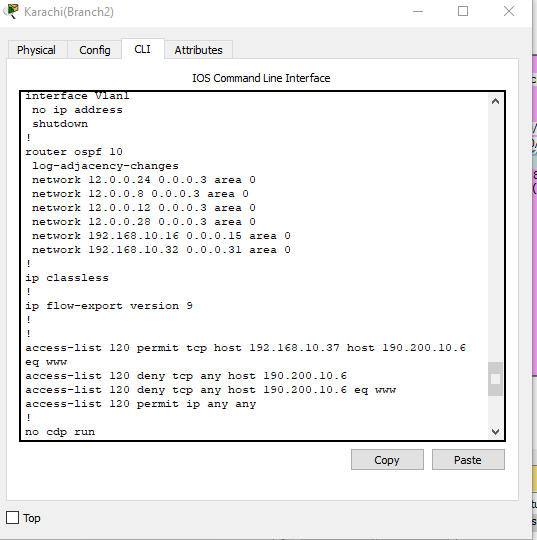 Karachi(Branch2)
Physical Config CLI Attributes
IOS Command Line Interface
interface Vlan1
no ip address
shutdown
!
router ospf 10
log-adjacency-changes
network 12.0.0.24 0.0.0.3 area 0
network 12.0.0.8 0.0.0.3 area 0
network 12.0.0.12 0.0.0.3 area 0
network 12.0.0.28 0.0.0.3 area 0
network 192.168.10.16 0.0.0.15 area 0
network 192.168.10.32 0.0.0.31 area 0
!
ip classless
!
ip flow-export version 9
!
!
access-list 120 permit tcp host 192.168.10.37 host 190.200.10.6
eq www
access-list 120 deny tcp any host 190.200.10.6
access-list 120 deny tcp any host 190.200.10.6 eq www
access-list 120 permit ip any any
!
no cdp run
Copy Paste
Top